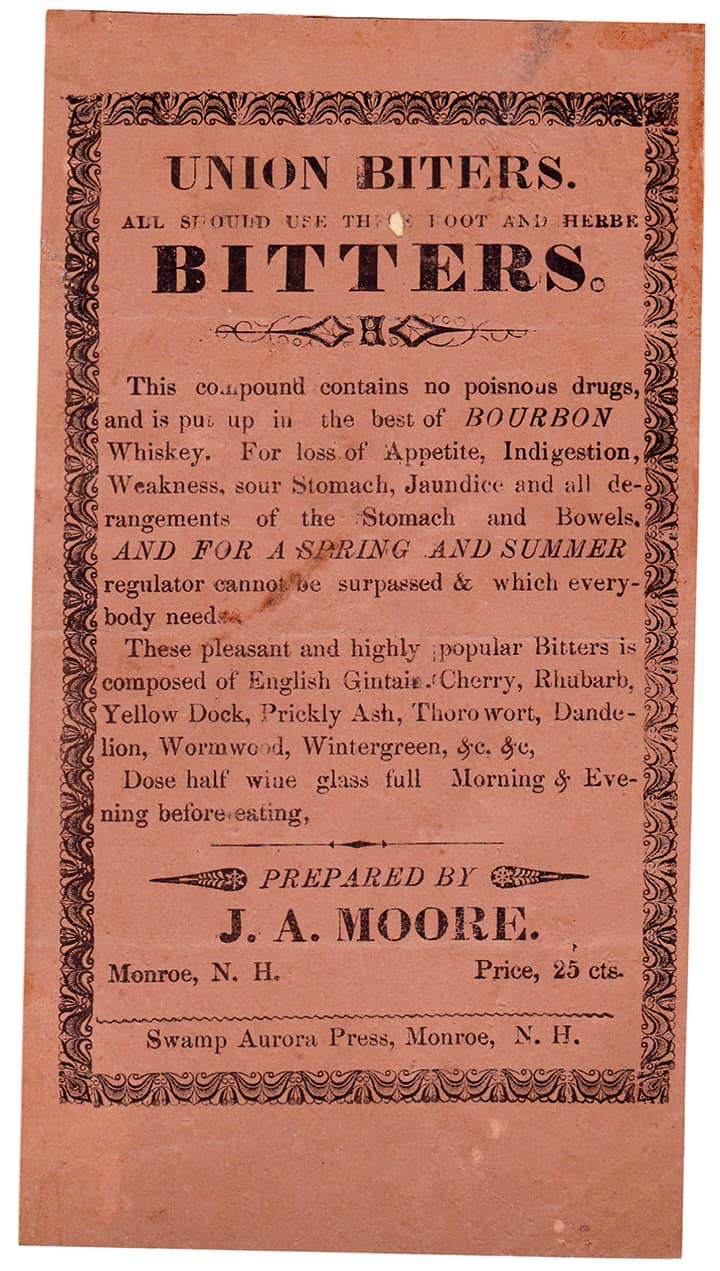 UNION BITERS.
ALL SHOULD USE THESE ROOT AND HERBE
BITTERS.
H
This compound contains no poisnous drugs,
and is put up in the best of BOURBON
Whiskey. For loss of Appetite, Indigestion,
Weakness, sour Stomach, Jaundice and all de-
rangements of the Stomach and Bowels,
AND FOR A SPRING AND SUMMER
regulator cannot be surpassed & which every-
body needs
These pleasant and highly popular Bitters is
composed of English Gintain. Cherry, Rhubarb,
Yellow Dock, Prickly Ash, Thorowort, Dande-
lion, Wormwood, Wintergreen, &c. &c,
Dose half wine glass full Morning & Eve-
ning before eating,
PREPARED BY
J. A. MOORE.
Monroe, N. H. Price, 25 cts.
Swamp Aurora Press, Monroe, N. H.